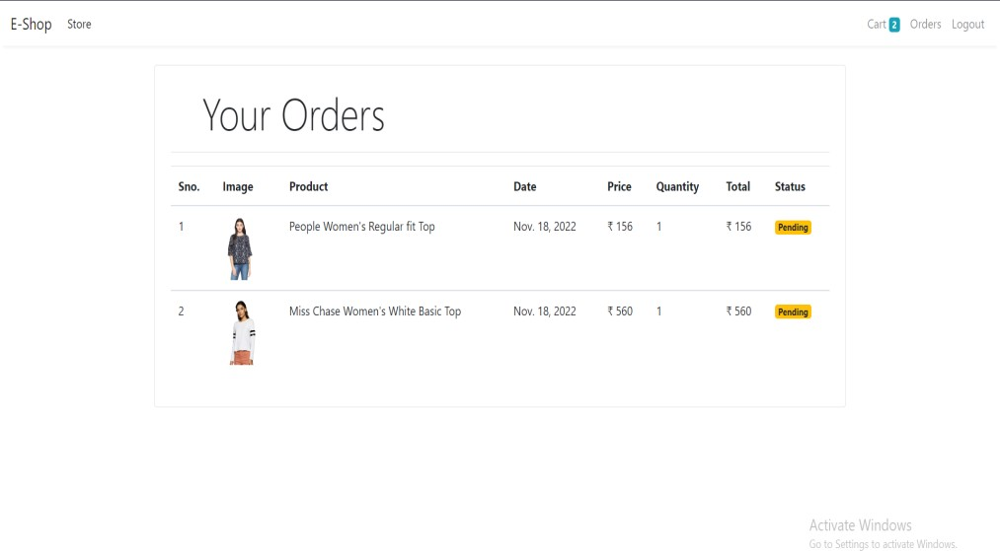 E-Shop Store Cart 2 Orders Logout
Your Orders
Sno. Image Product Date Price Quantity Total Status
1 People Women's Regular fit Top Nov. 18, 2022 ₹ 156 1 ₹ 156 Pending
2 Miss Chase Women's White Basic Top Nov. 18, 2022 ₹ 560 1 ₹ 560 Pending
Activate Windows
Go to Settings to activate Windows.